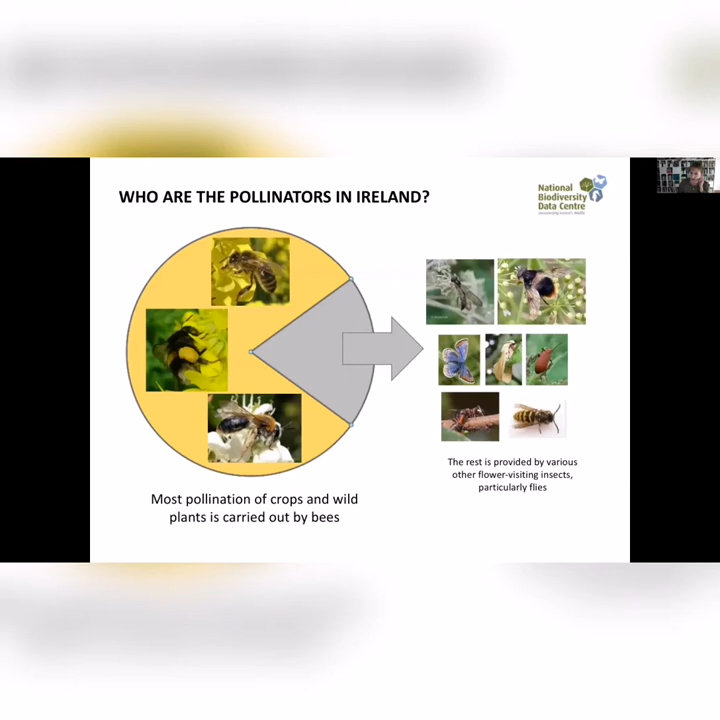 WHO ARE THE POLLINATORS IN IRELAND?
National
Biodiversity
Data Centre
Most pollination of crops and wild
plants is carried out by bees
The rest is provided by various
other flower-visiting insects,
particularly flies